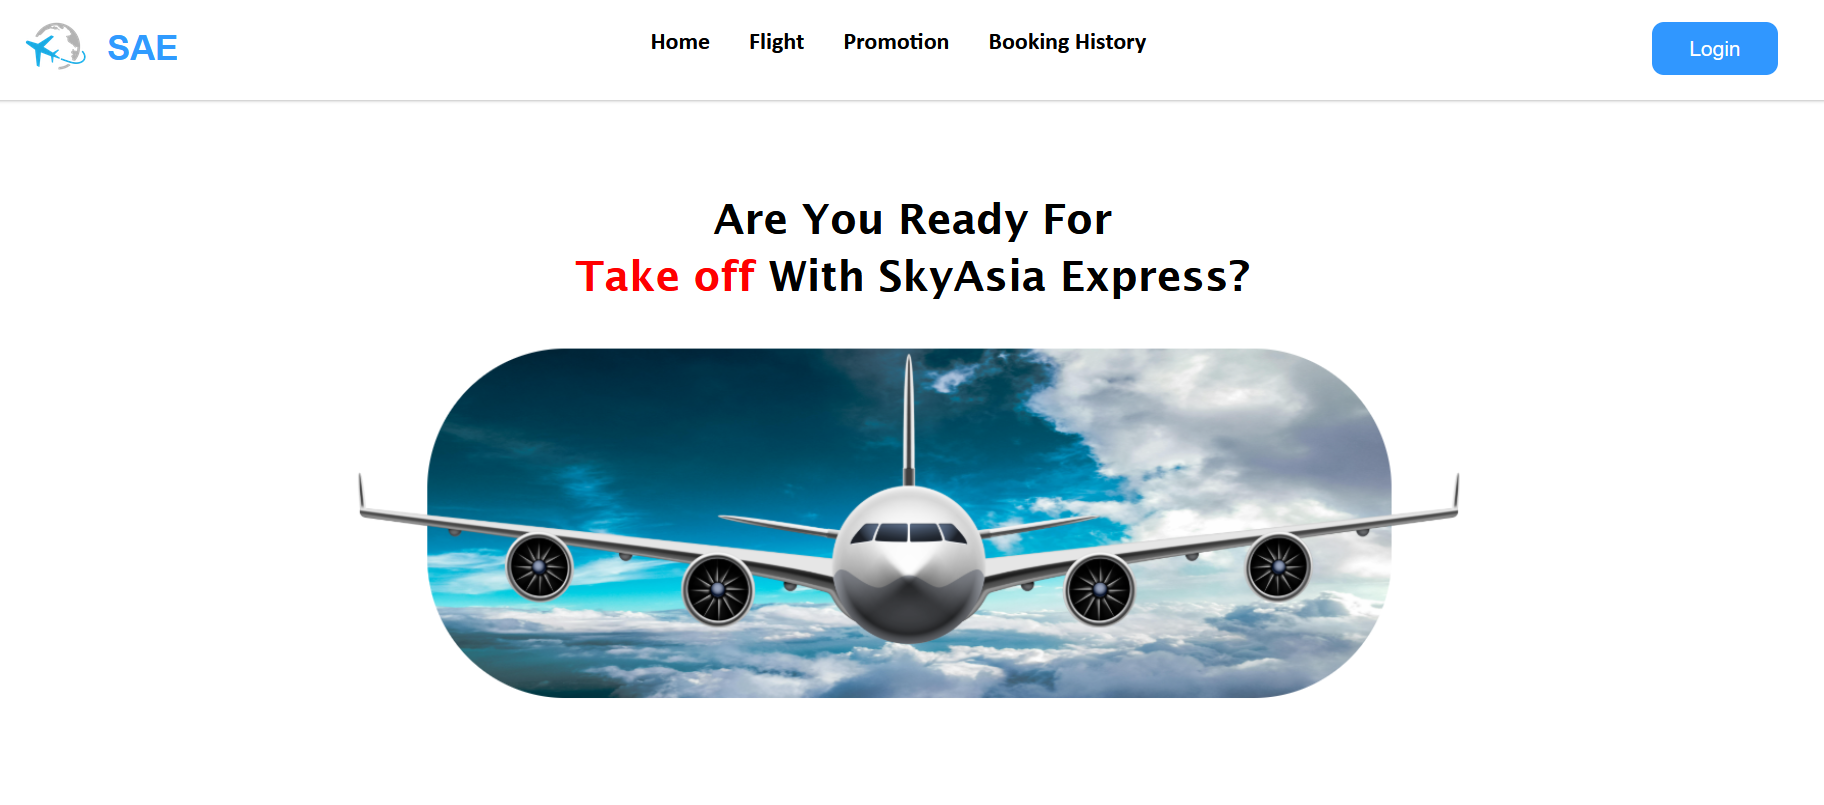 SAE
Home Flight Promotion Booking History
Login
Are You Ready For
Take off With SkyAsia Express?